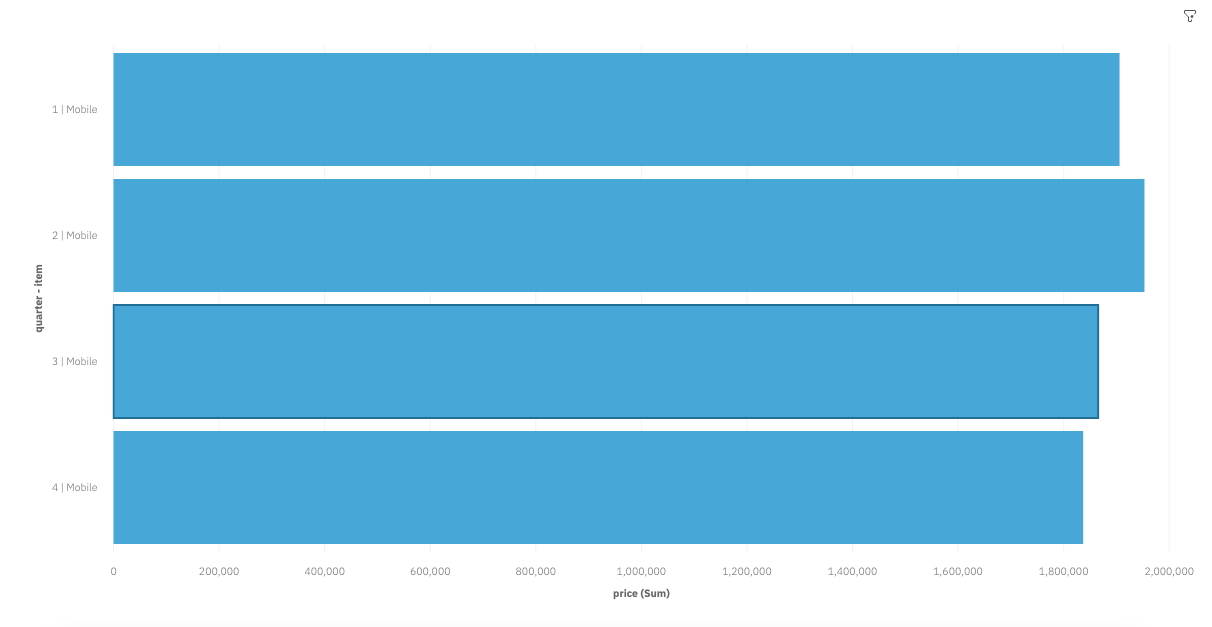 1 | Mobile
2 | Mobile
3 | Mobile
4 | Mobile
quarter - item
0
200,000
400,000
600,000
800,000
1,000,000
1,200,000
1,400,000
1,600,000
1,800,000
2,000,000
price (Sum)